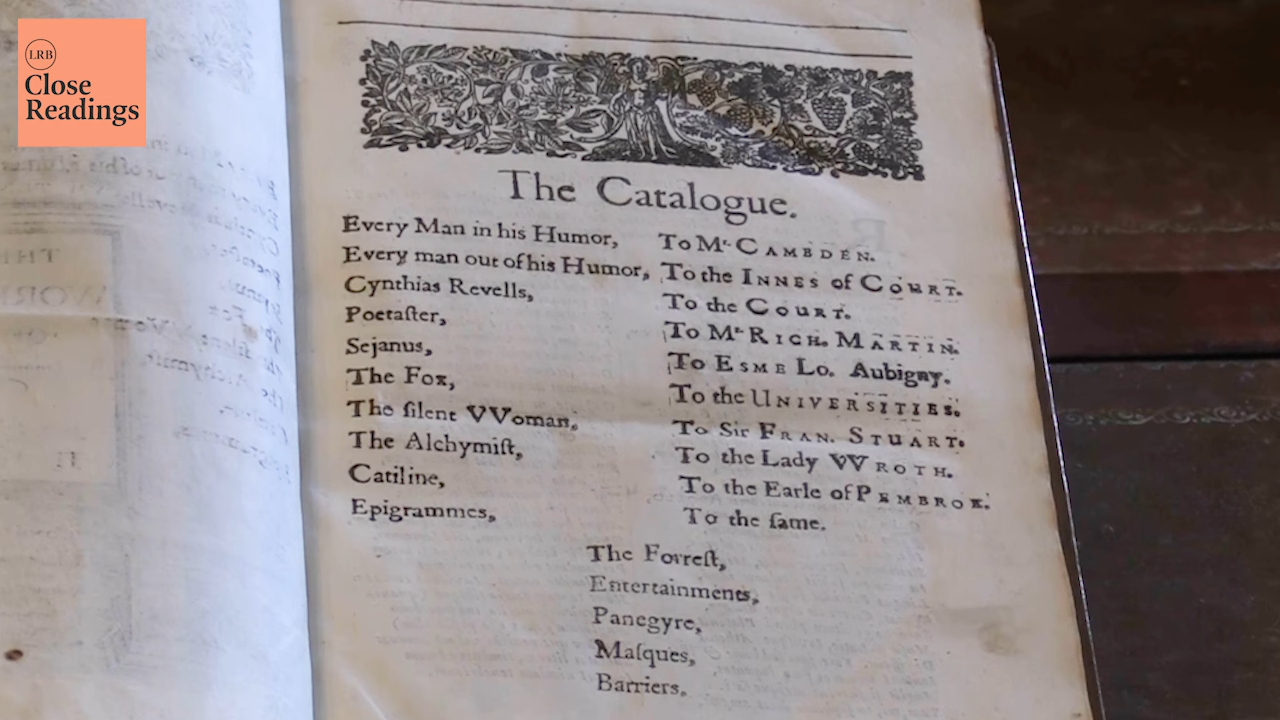 LRB
Close
Readings
The Catalogue.
Every Man in his Humor, To Mr. CAMBDEN.
Every man out of his Humor, To the INNES of COURT.
Cynthias Revells, To the COURT.
Poetaſter, To Mr. RICH. MARTIN.
Sejanus, To ESME Lo. Aubigny.
The Fox, To the UNIVERSITIES.
The ſilent VVoman, To Sir FRAN. STUART.
The Alchymiſt, To the Lady VVROTH.
Catiline, To the Earle of PEMBROK.
Epigrammes, To the ſame.
The Forreſt,
Entertainments,
Panegyre,
Maſques,
Barriers.